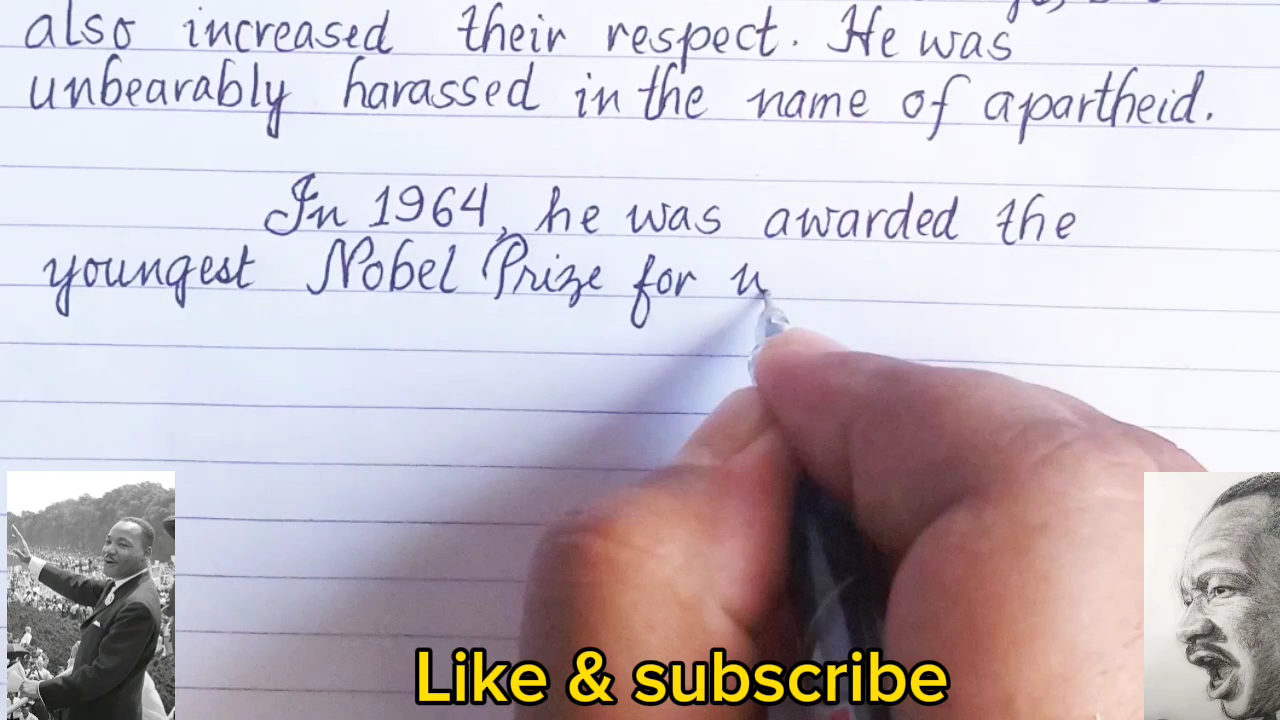 also increased their respect. He was
unbearably harassed in the name of apartheid.
In 1964, he was awarded the
youngest Nobel Prize for u
Like & subscribe